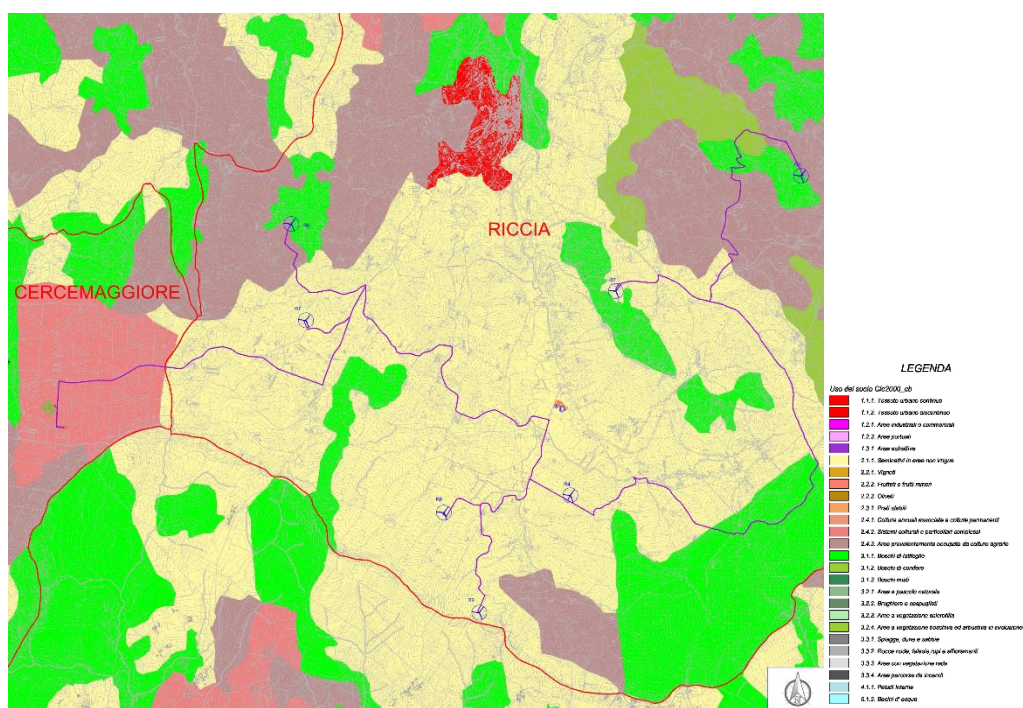 RICCIA
CERCEMAGGIORE
R7
R4
LEGENDA
Uso del suolo Clc2000_cb
1.1.1. Tessuto urbano continuo
1.1.2. Tessuto urbano discontinuo
1.2.1. Aree industriali o commerciali
1.2.3. Aree portuali
1.3.1. Aree estrattive
2.1.1. Seminativi in aree non irrigue
2.2.1. Vigneti
2.2.2. Frutteti e frutti minori
2.2.3. Oliveti
2.3.1. Prati stabili
2.4.1. Colture annuali associate a colture permanenti
2.4.2. Sistemi colturali e particellari complessi
2.4.3. Aree prevalentemente occupate da colture agrarie
3.1.1. Boschi di latifoglie
3.1.2. Boschi di conifere
3.1.3. Boschi misti
3.2.1. Aree a pascolo naturale
3.2.2. Brughiere e cespuglieti
3.2.3. Aree a vegetazione sclerofilla
3.2.4. Aree a vegetazione boschiva ed arbustiva in evoluzione
3.3.1. Spiagge, dune e sabbie
3.3.2. Rocce nude, falesie, rupi e affioramenti
3.3.3. Aree con vegetazione rada
3.3.4. Aree percorse da incendi
4.1.1. Paludi interne
5.1.2. Bacini d'acqua